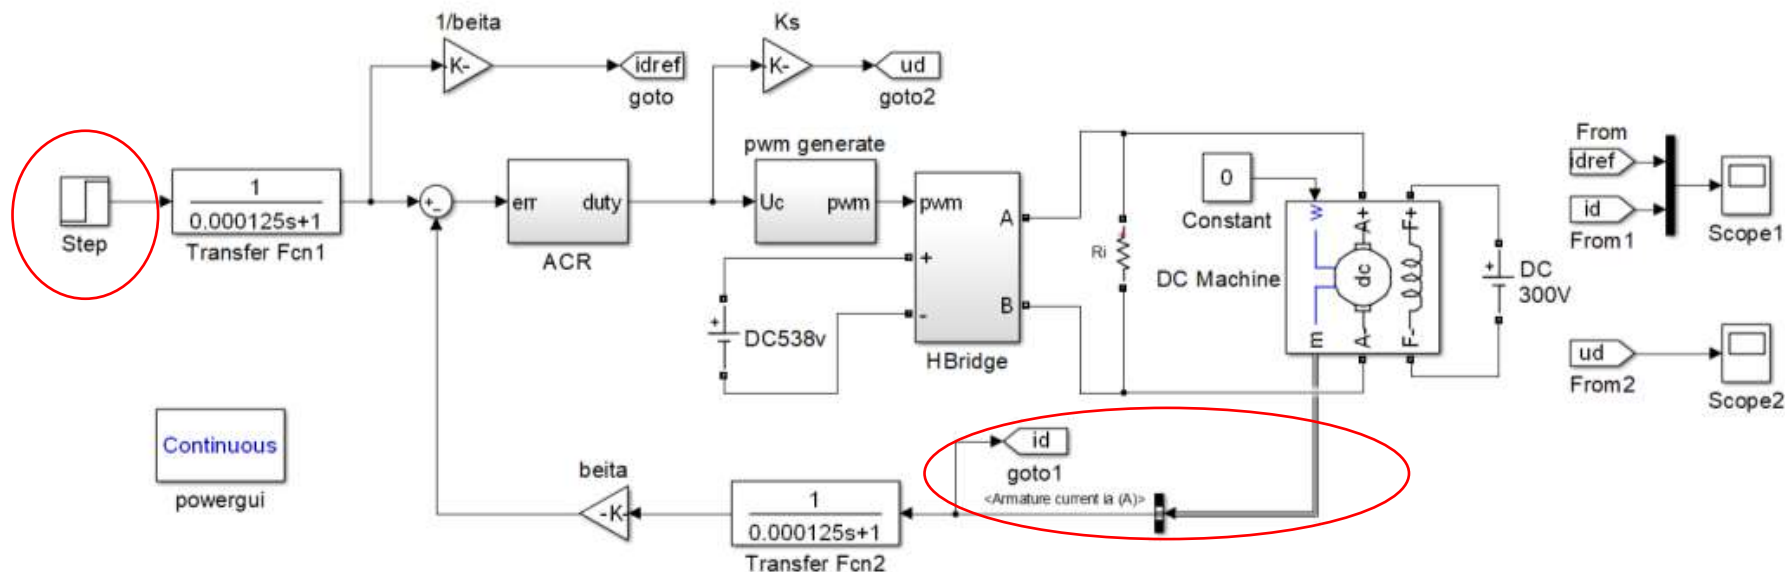 1/beita
Ks
K-
idref
goto
K-
ud
goto2
Step
1
0.000125s+1
Transfer Fcn1
+
-
err
duty
ACR
pwm generate
Uc
pwm
pwm
A
+
B
-
HBridge
+
DC538v
Ri
0
Constant
DC Machine
w
A+
F+
dc
m
A-
F-
+
DC
300V
From
idref
id
From1
Scope1
ud
From2
Scope2
Continuous
powergui
beita
-K-
1
0.000125s+1
Transfer Fcn2
id
goto1
<Armature current ia (A)>